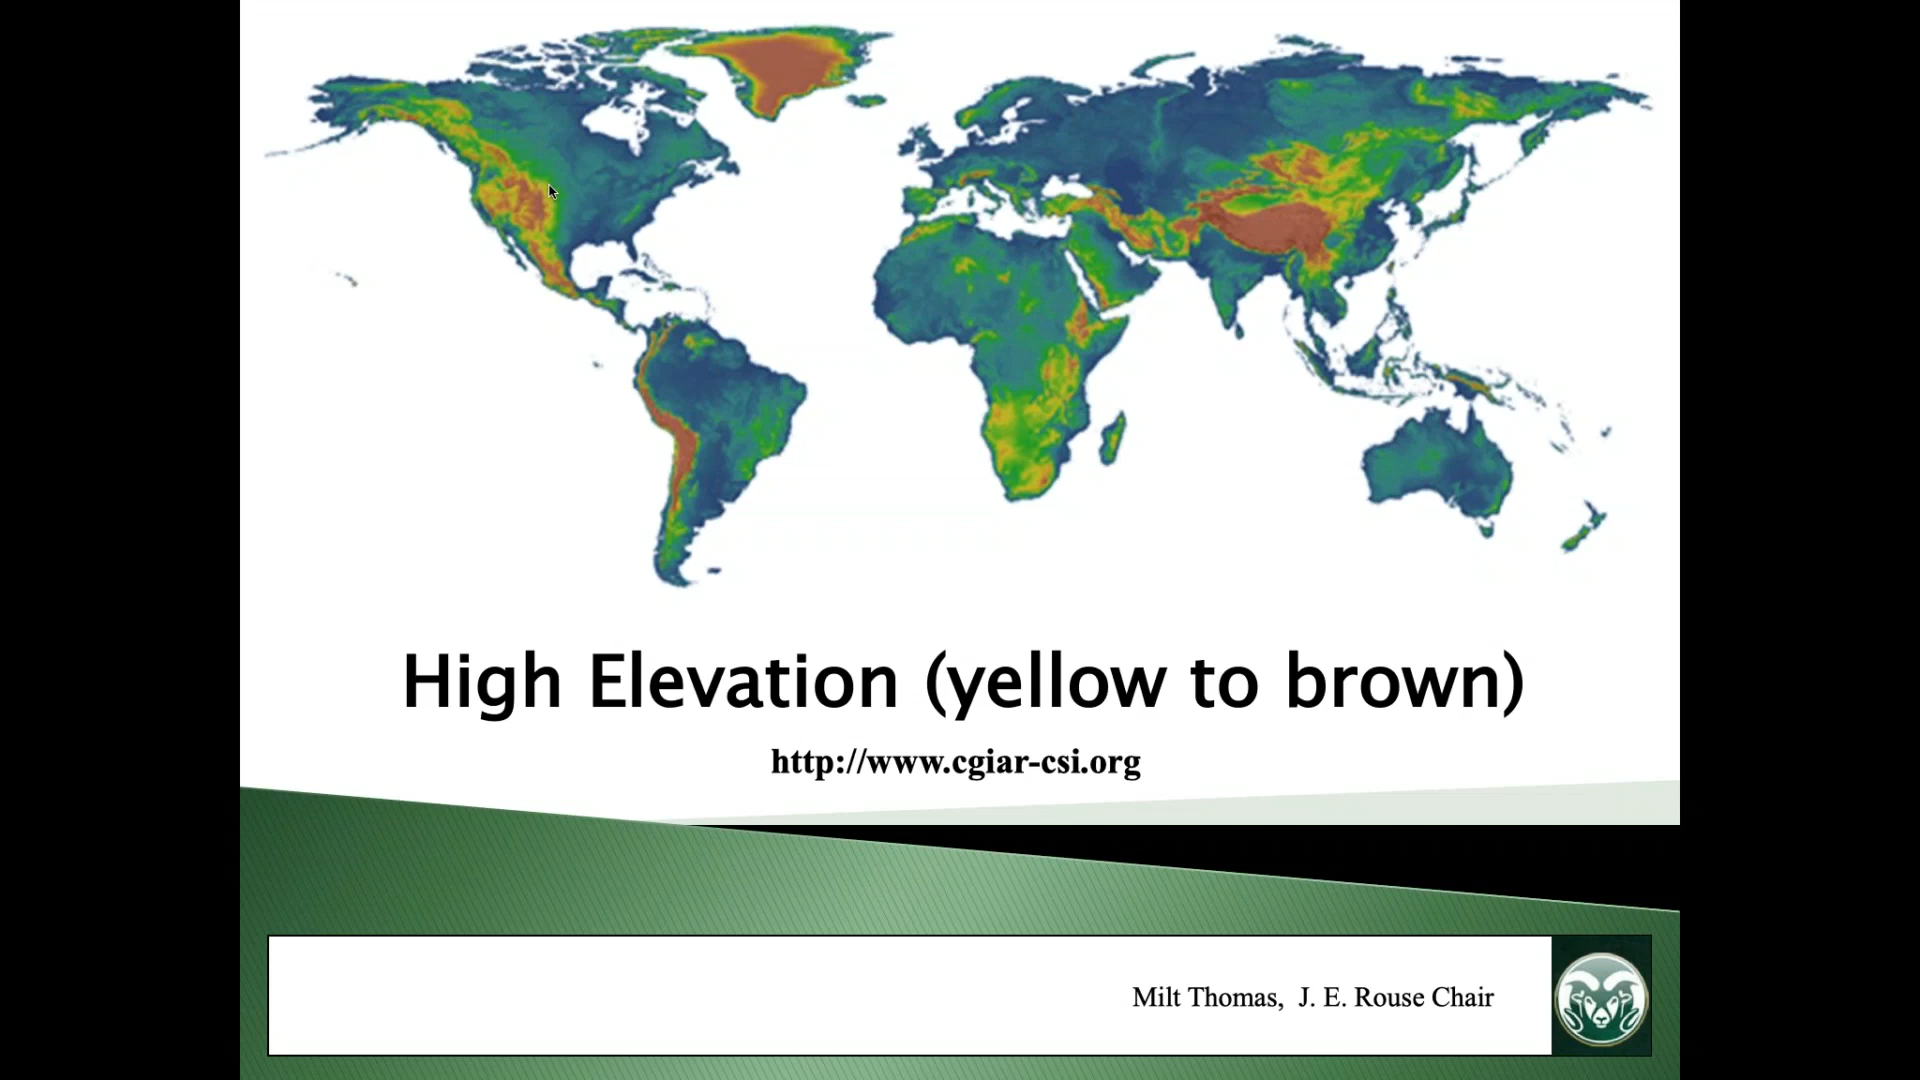 High Elevation (yellow to brown)
http://www.cgiar-csi.org
Milt Thomas, J. E. Rouse Chair